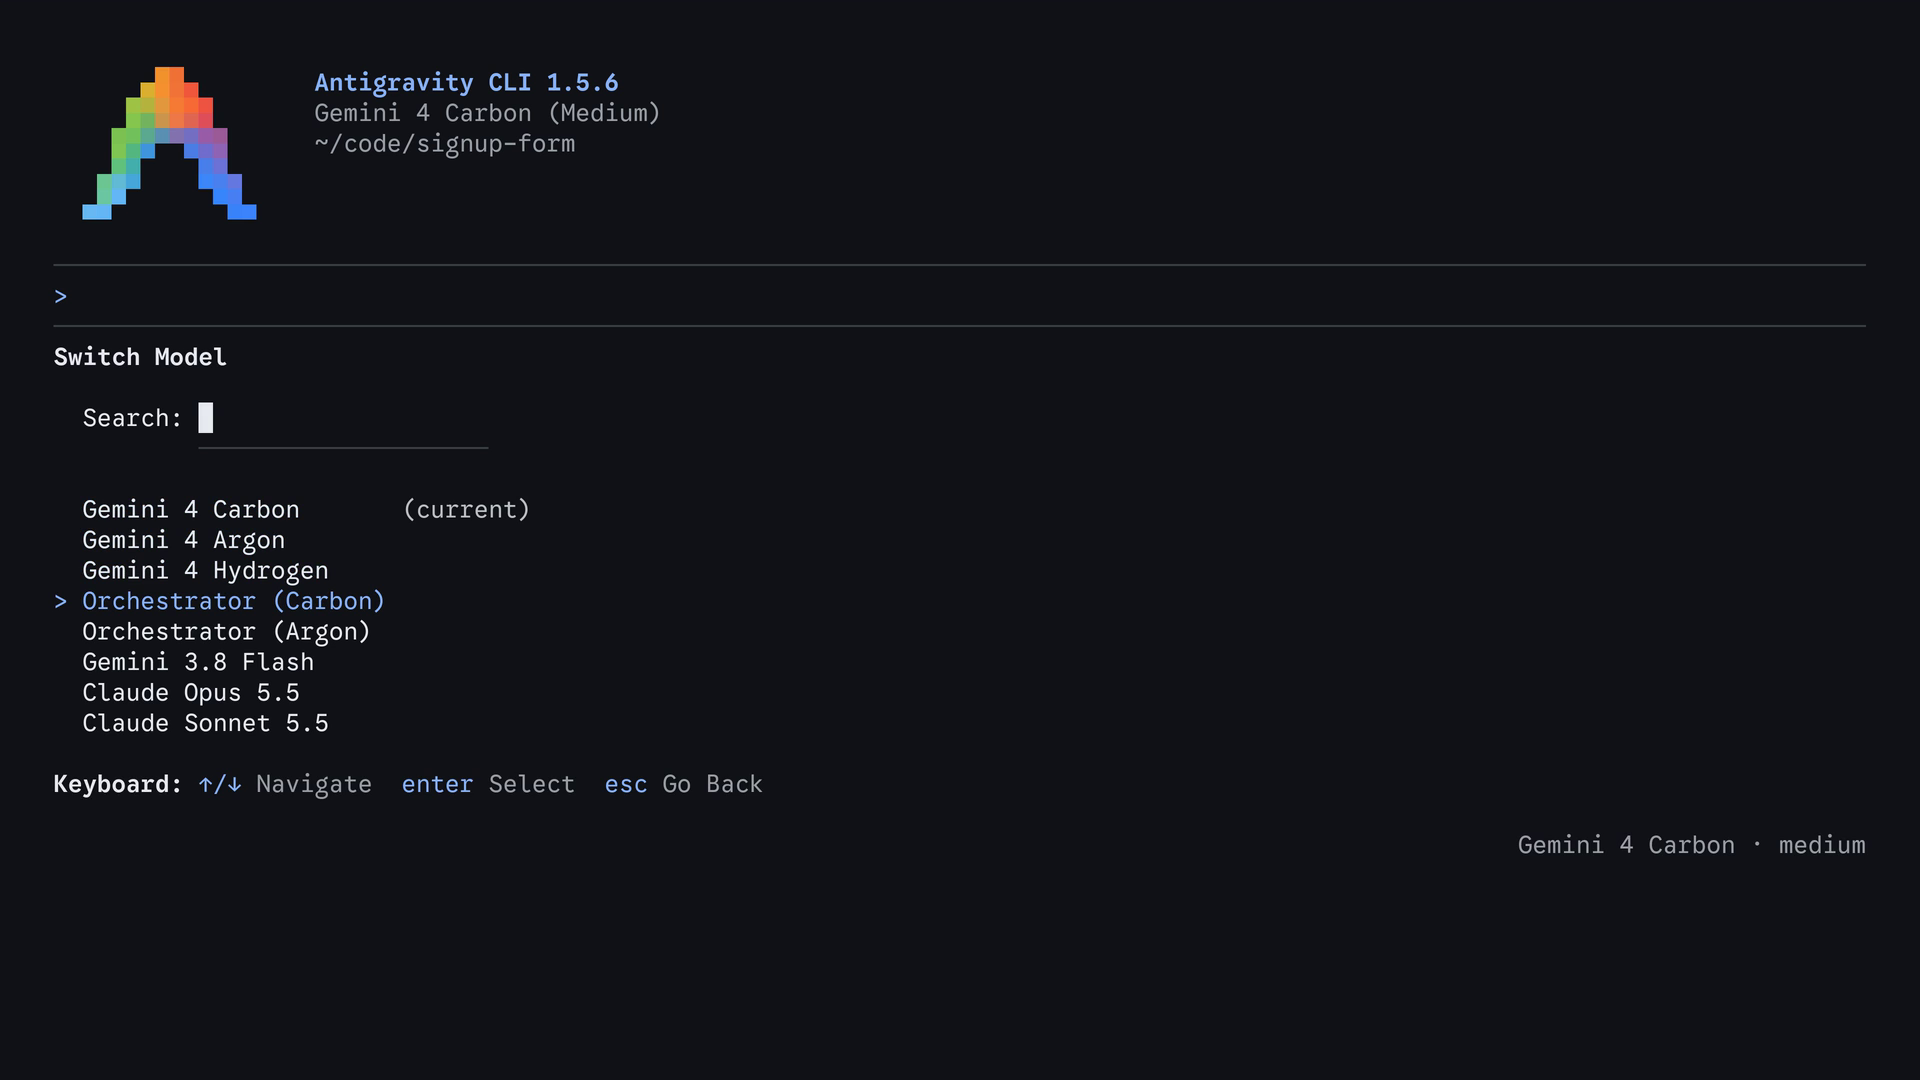 Antigravity CLI 1.5.6
Gemini 4 Carbon (Medium)
~/code/signup-form
>
Switch Model
Search:
Gemini 4 Carbon (current)
Gemini 4 Argon
Gemini 4 Hydrogen
> Orchestrator (Carbon)
Orchestrator (Argon)
Gemini 3.8 Flash
Claude Opus 5.5
Claude Sonnet 5.5
Keyboard: ↑/↓ Navigate enter Select esc Go Back
Gemini 4 Carbon · medium